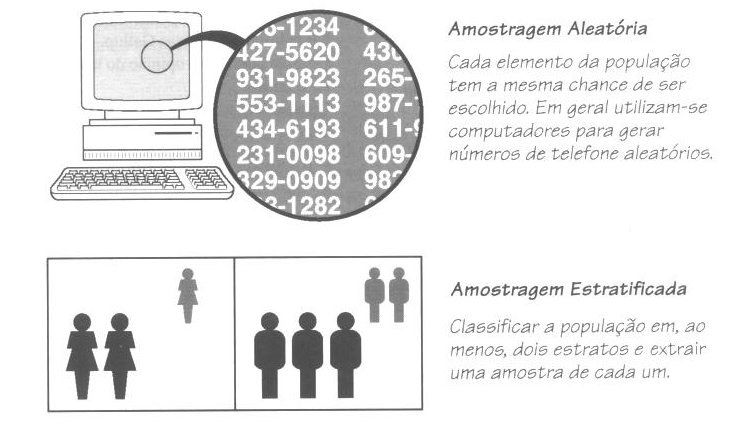 6-1234
427-5620 430
931-9823 265-
553-1113 987-
434-6193 611-9
231-0098 609-
329-0909 98
-1282
Amostragem Aleatória
Cada elemento da população
tem a mesma chance de ser
escolhido. Em geral utilizam-se
computadores para gerar
números de telefone aleatórios.
Amostragem Estratificada
Classificar a população em, ao
menos, dois estratos e extrair
uma amostra de cada um.